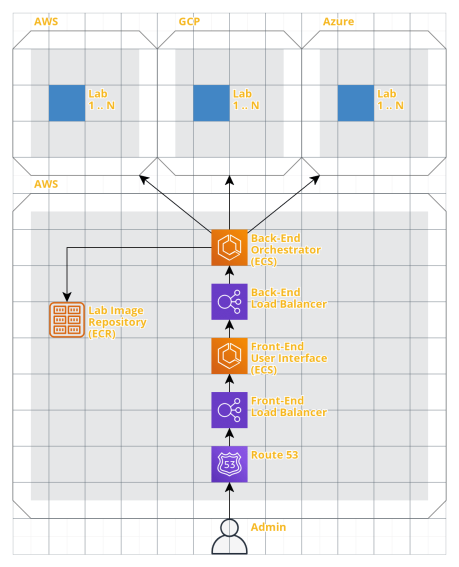 AWS
GCP
Azure
Lab
1 .. N
Lab
1 .. N
Lab
1 .. N
AWS
Back-End
Orchestrator
(ECS)
Back-End
Load Balancer
Lab Image
Repository
(ECR)
Front-End
User Interface
(ECS)
Front-End
Load Balancer
53
Route 53
Admin